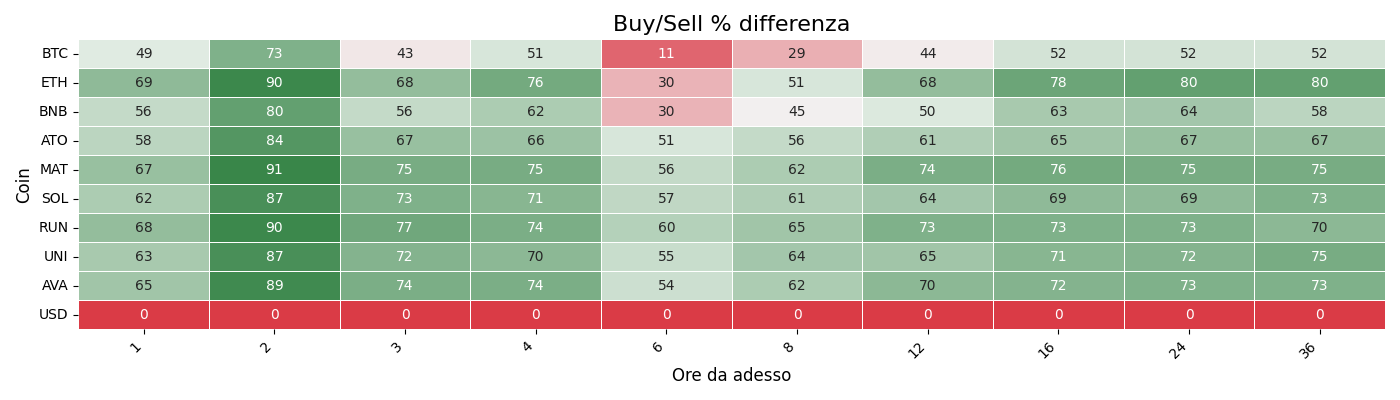 Buy/Sell % differenza
Coin
BTC 49 73 43 51 11 29 44 52 52 52
ETH 69 90 68 76 30 51 68 78 80 80
BNB 56 80 56 62 30 45 50 63 64 58
ATO 58 84 67 66 51 56 61 65 67 67
MAT 67 91 75 75 56 62 74 76 75 75
SOL 62 87 73 71 57 61 64 69 69 73
RUN 68 90 77 74 60 65 73 73 73 70
UNI 63 87 72 70 55 64 65 71 72 75
AVA 65 89 74 74 54 62 70 72 73 73
USD 0 0 0 0 0 0 0 0 0 0
1 2 3 4 6 8 12 16 24 36
Ore da adesso